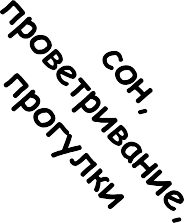 сон,
проветривание,
прогулки